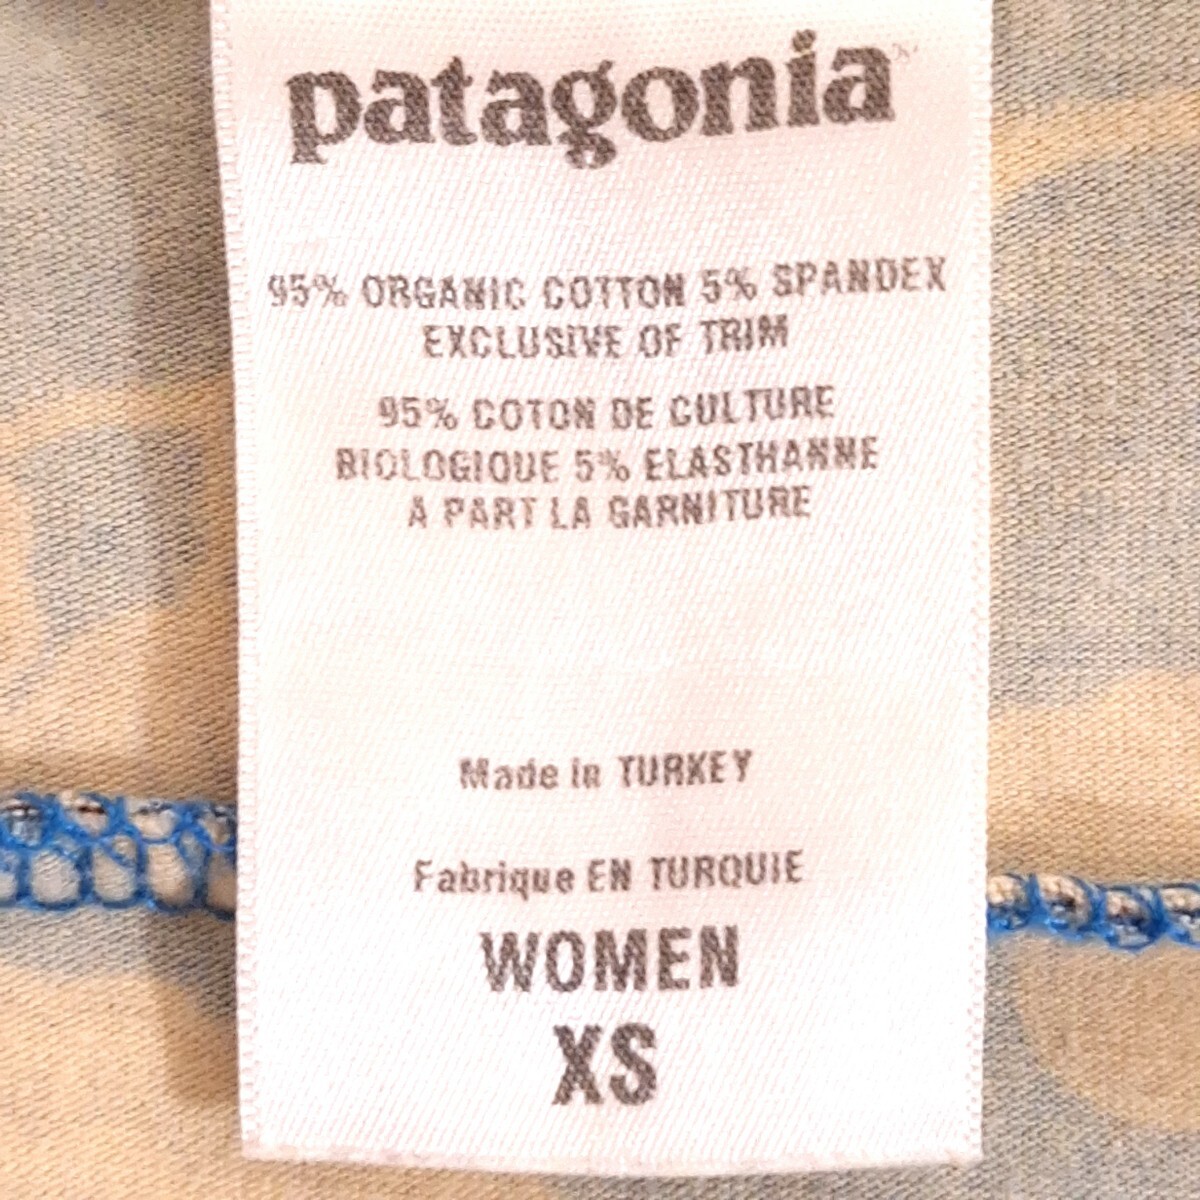 patagonia
95% ORGANIC COTTON 5% SPANDEX
EXCLUSIVE OF TRIM
95% COTON DE CULTURE
BIOLOGIQUE 5% ELASTHANNE
A PART LA GARNITURE
Made in TURKEY
Fabrique EN TURQUIE
WOMEN
XS